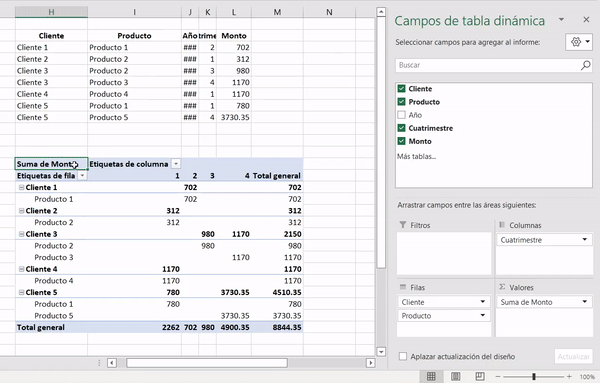 H I J K L M N
Cliente Producto Año trime Monto
Cliente 1 Producto 1 ### 2 702
Cliente 2 Producto 2 ### 1 312
Cliente 3 Producto 2 ### 3 980
Cliente 3 Producto 3 ### 4 1170
Cliente 4 Producto 4 ### 1 1170
Cliente 5 Producto 1 ### 1 780
Cliente 5 Producto 5 ### 4 3730.35
Suma de Monto Etiquetas de columna
Etiquetas de fila 1 2 3 4 Total general
Cliente 1 702 702
Producto 1 702 702
Cliente 2 312 312
Producto 2 312 312
Cliente 3 980 1170 2150
Producto 2 980 980
Producto 3 1170 1170
Cliente 4 1170 1170
Producto 4 1170 1170
Cliente 5 780 3730.35 4510.35
Producto 1 780 780
Producto 5 3730.35 3730.35
Total general 2262 702 980 4900.35 8844.35
Campos de tabla dinámica
Seleccionar campos para agregar al informe:
Buscar
Cliente
Producto
Año
Cuatrimestre
Monto
Más tablas...
Arrastrar campos entre las áreas siguientes:
Filtros Columnas
Cuatrimestre
Filas Σ Valores
Cliente Suma de Monto
Producto
Aplazar actualización del diseño Actualizar
100%